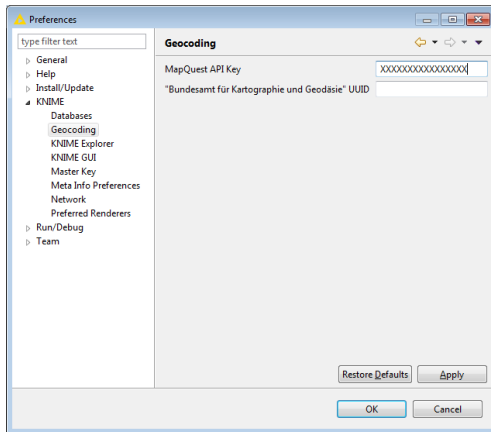 Preferences
type filter text
General
Help
Install/Update
KNIME
Databases
Geocoding
KNIME Explorer
KNIME GUI
Master Key
Meta Info Preferences
Network
Preferred Renderers
Run/Debug
Team
Geocoding
MapQuest API Key XXXXXXXXXXXXXXXX
"Bundesamt für Kartographie und Geodäsie" UUID
Restore Defaults Apply
OK Cancel